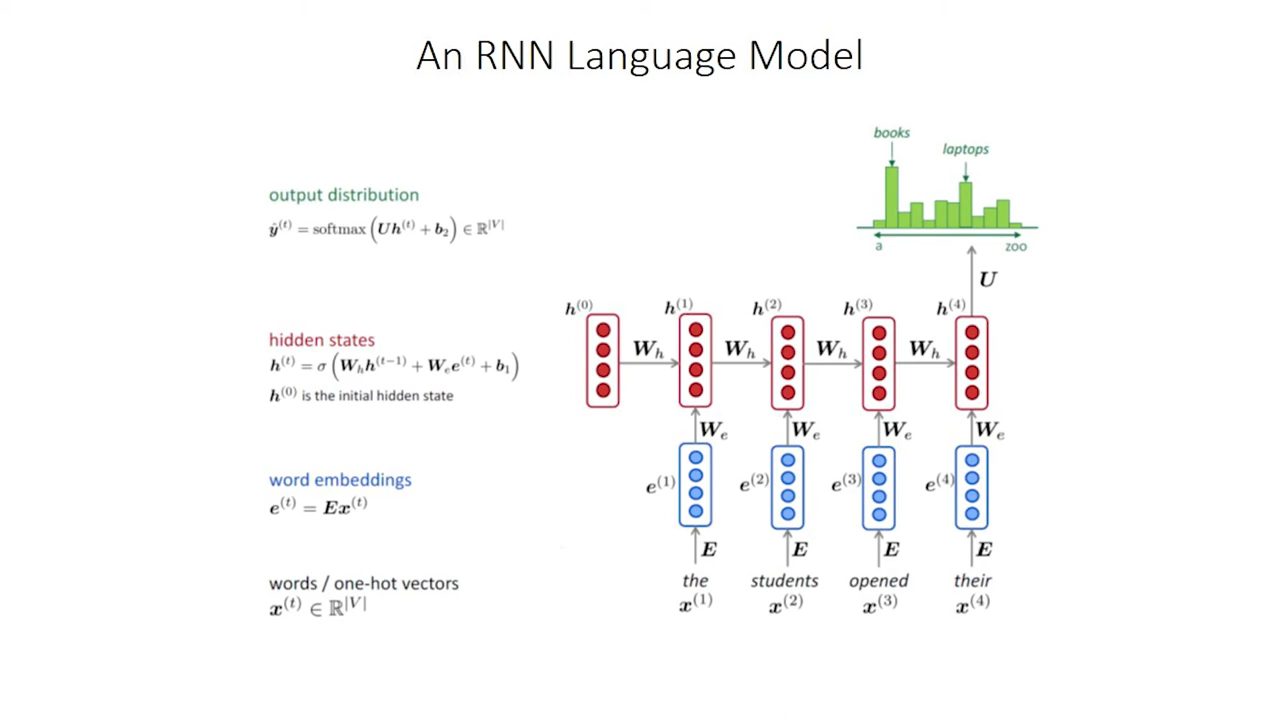 An RNN Language Model
books
laptops
a
zoo
output distribution
ŷ⁽ᵗ⁾ = softmax (Uh⁽ᵗ⁾ + b₂) ∈ ℝ^|V|
U
h⁽⁰⁾ h⁽¹⁾ h⁽²⁾ h⁽³⁾ h⁽⁴⁾
hidden states
h⁽ᵗ⁾ = σ (W_h h⁽ᵗ⁻¹⁾ + W_e e⁽ᵗ⁾ + b₁)
h⁽⁰⁾ is the initial hidden state
W_h W_h W_h W_h
W_e W_e W_e W_e
word embeddings
e⁽ᵗ⁾ = Ex⁽ᵗ⁾
e⁽¹⁾ e⁽²⁾ e⁽³⁾ e⁽⁴⁾
E E E E
words / one-hot vectors
x⁽ᵗ⁾ ∈ ℝ^|V|
the students opened their
x⁽¹⁾ x⁽²⁾ x⁽³⁾ x⁽⁴⁾